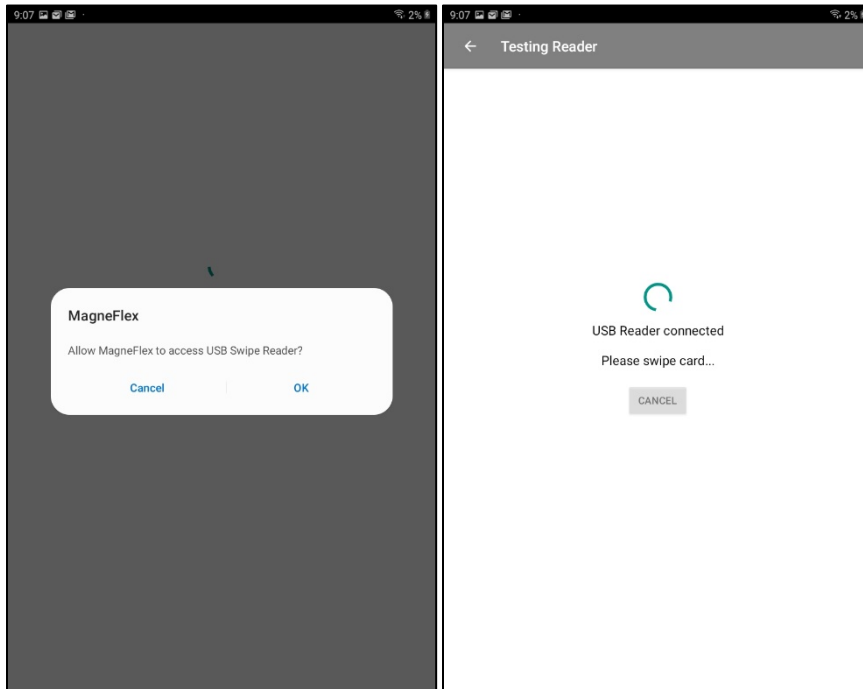 9:07
2%
MagneFlex
Allow MagneFlex to access USB Swipe Reader?
Cancel
OK
9:07
2%
Testing Reader
USB Reader connected
Please swipe card...
CANCEL